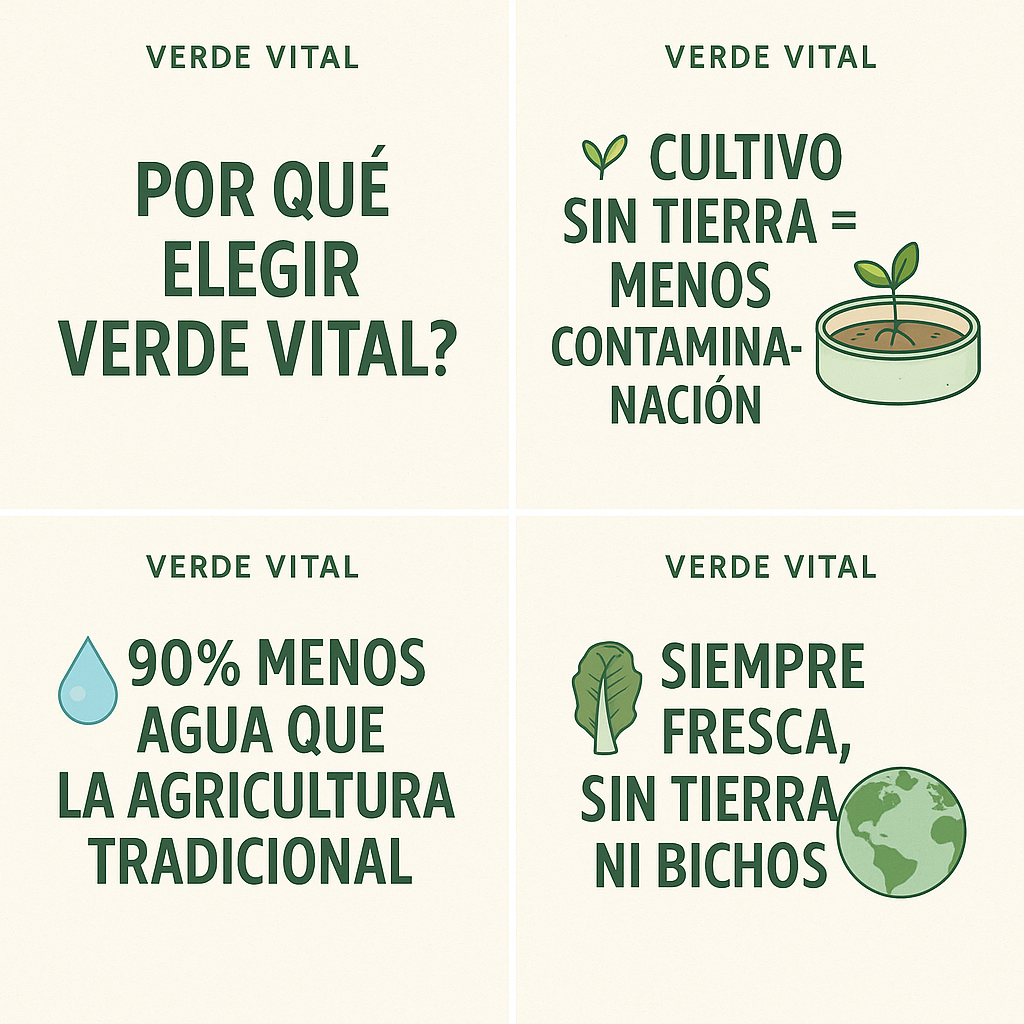 VERDE VITAL
POR QUÉ
ELEGIR
VERDE VITAL?
VERDE VITAL
CULTIVO
SIN TIERRA =
MENOS
CONTAMINA-
NACIÓN
VERDE VITAL
90% MENOS
AGUA QUE
LA AGRICULTURA
TRADICIONAL
VERDE VITAL
SIEMPRE
FRESCA,
SIN TIERRA
NI BICHOS